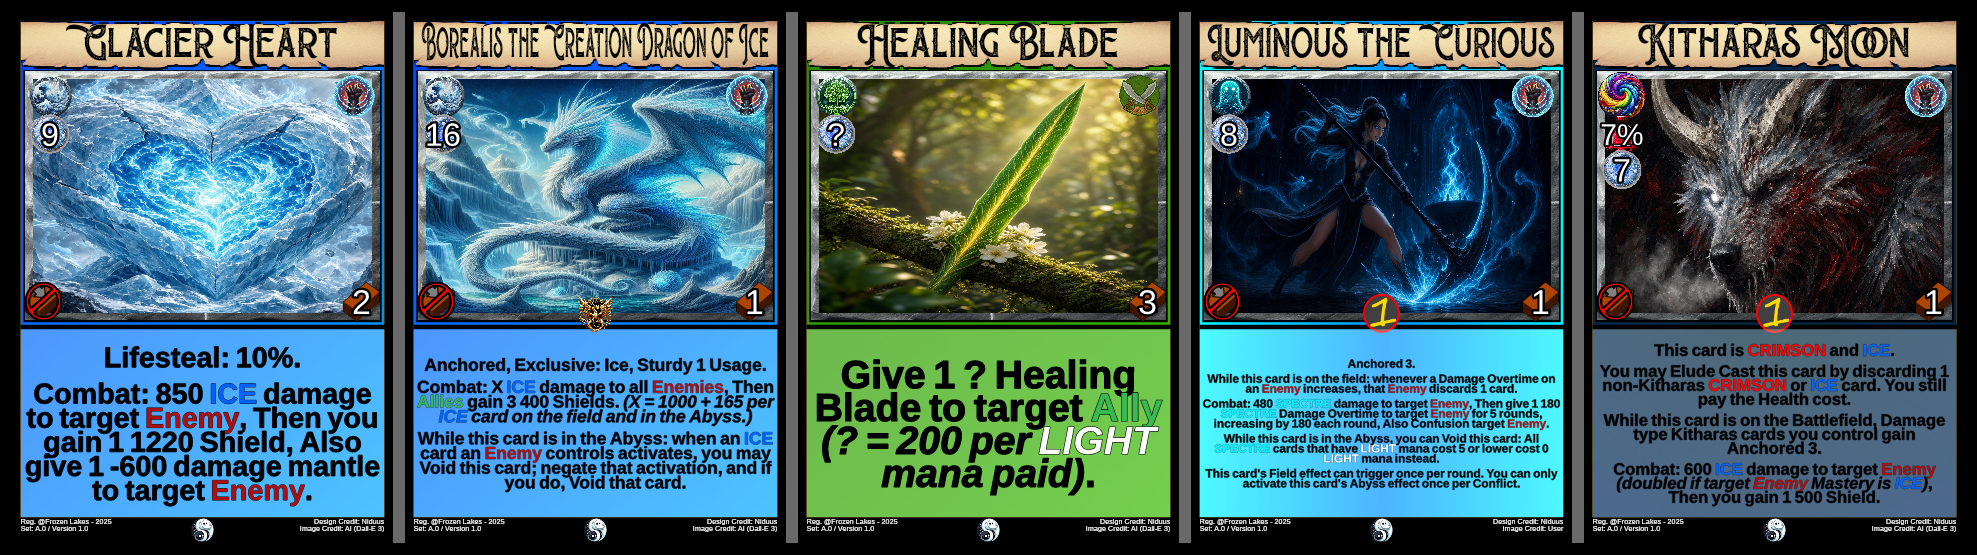 Glacier Heart
9
2
Lifesteal: 10%.
Combat: 850 ICE damage
to target Enemy, Then you
gain 1 1220 Shield, Also
give 1 -600 damage mantle
to target Enemy.
Reg. @Frozen Lakes - 2025
Set: A.0 / Version 1.0
Design Credit: Niduus
Image Credit: AI (Dall-E 3)
Borealis the Creation Dragon of Ice
16
1
Anchored, Exclusive: Ice, Sturdy 1 Usage.
Combat: X ICE damage to all Enemies, Then
Allies gain 3 400 Shields. (X = 1000 + 165 per
ICE card on the field and in the Abyss.)
While this card is in the Abyss: when an ICE
card an Enemy controls activates, you may
Void this card; negate that activation, and if
you do, Void that card.
Reg. @Frozen Lakes - 2025
Set: A.0 / Version 1.0
Design Credit: Niduus
Image Credit: AI (Dall-E 3)
Healing Blade
?
3
Give 1 ? Healing
Blade to target Ally
(? = 200 per LIGHT
mana paid).
Reg. @Frozen Lakes - 2025
Set: A.0 / Version 1.0
Design Credit: Niduus
Image Credit: AI (Dall-E 3)
Luminous the Curious
8
1
1
Anchored 3.
While this card is on the field: whenever a Damage Overtime on
an Enemy increases, that Enemy discards 1 card.
Combat: 480 SPECTRE damage to target Enemy, Then give 1 180
SPECTRE Damage Overtime to target Enemy for 5 rounds,
increasing by 180 each round, Also Confusion target Enemy.
While this card is in the Abyss, you can Void this card: All
SPECTRE cards that have LIGHT mana cost 5 or lower cost 0
LIGHT mana instead.
This card's Field effect can trigger once per round. You can only
activate this card's Abyss effect once per Conflict.
Reg. @Frozen Lakes - 2025
Set: A.0 / Version 1.0
Design Credit: Niduus
Image Credit: User
Kitharas Moon
7%
7
1
1
This card is CRIMSON and ICE.
You may Elude Cast this card by discarding 1
non-Kitharas CRIMSON or ICE card. You still
pay the Health cost.
While this card is on the Battlefield, Damage
type Kitharas cards you control gain
Anchored 3.
Combat: 600 ICE damage to target Enemy
(doubled if target Enemy Mastery is ICE),
Then you gain 1 500 Shield.
Reg. @Frozen Lakes - 2025
Set: A.0 / Version 1.0
Design Credit: Niduus
Image Credit: AI (Dall-E 3)